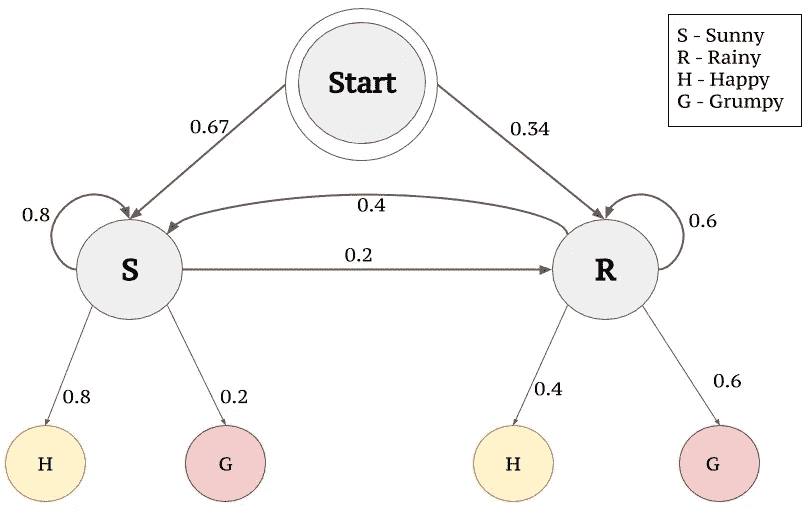 Start
S - Sunny
R - Rainy
H - Happy
G - Grumpy
0.67
0.34
0.8
0.4
0.6
S
0.2
R
0.8
0.2
0.4
0.6
H
G
H
G